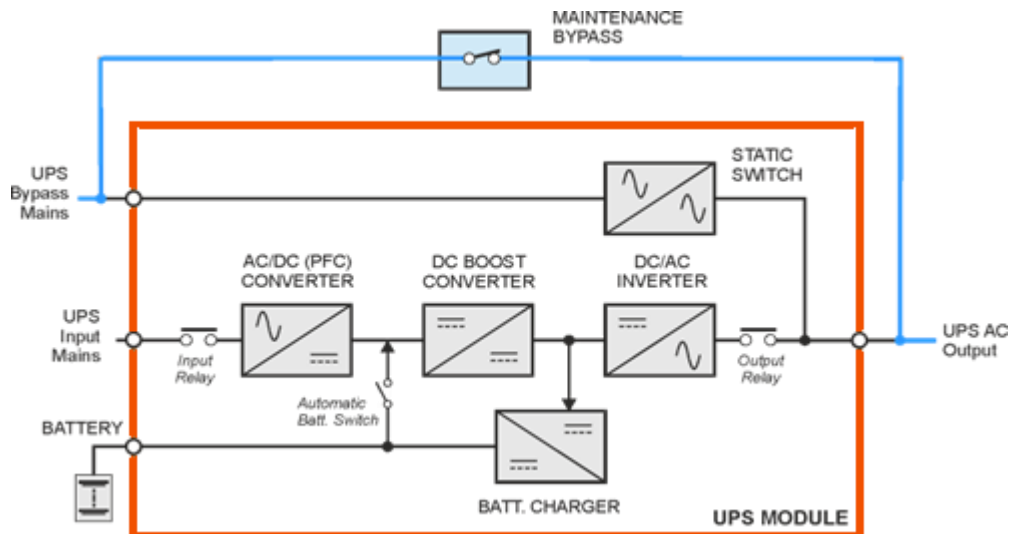 MAINTENANCE
BYPASS
UPS
Bypass
Mains
STATIC
SWITCH
AC/DC (PFC)
CONVERTER
DC BOOST
CONVERTER
DC/AC
INVERTER
UPS
Input
Mains
Input
Relay
Output
Relay
UPS AC
Output
Automatic
Batt. Switch
BATTERY
BATT. CHARGER
UPS MODULE